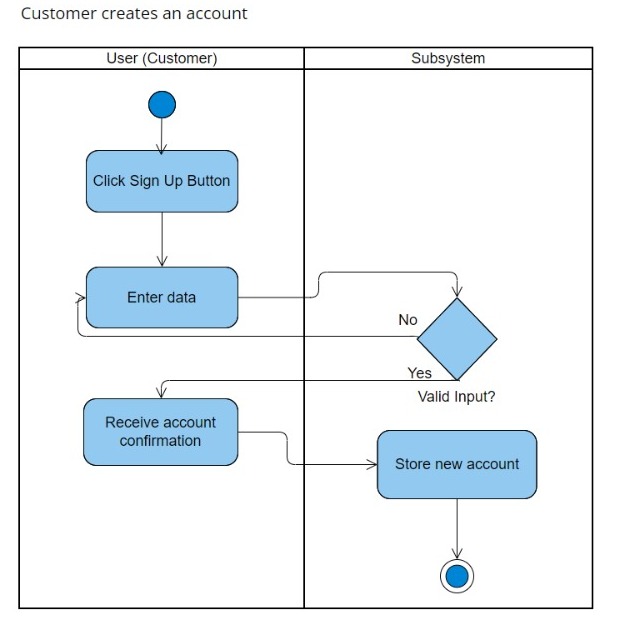 Customer creates an account
User (Customer)
Subsystem
Click Sign Up Button
Enter data
No
Yes
Valid Input?
Receive account
confirmation
Store new account